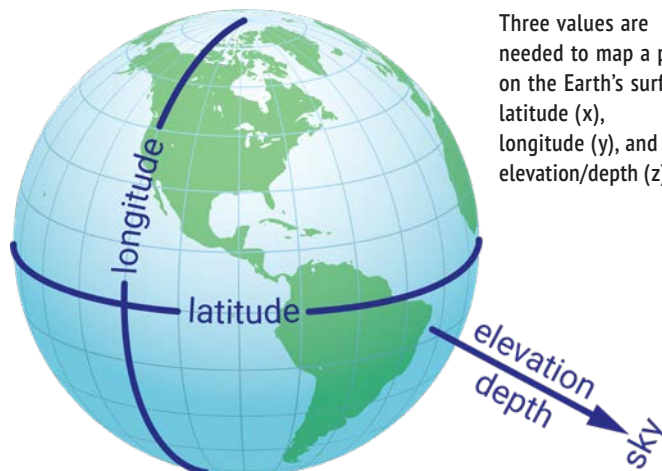 Three values are
needed to map a
on the Earth's
latitude (x),
longitude (y), and
elevation/depth (z)
longitude
latitude
elevation
depth
sky